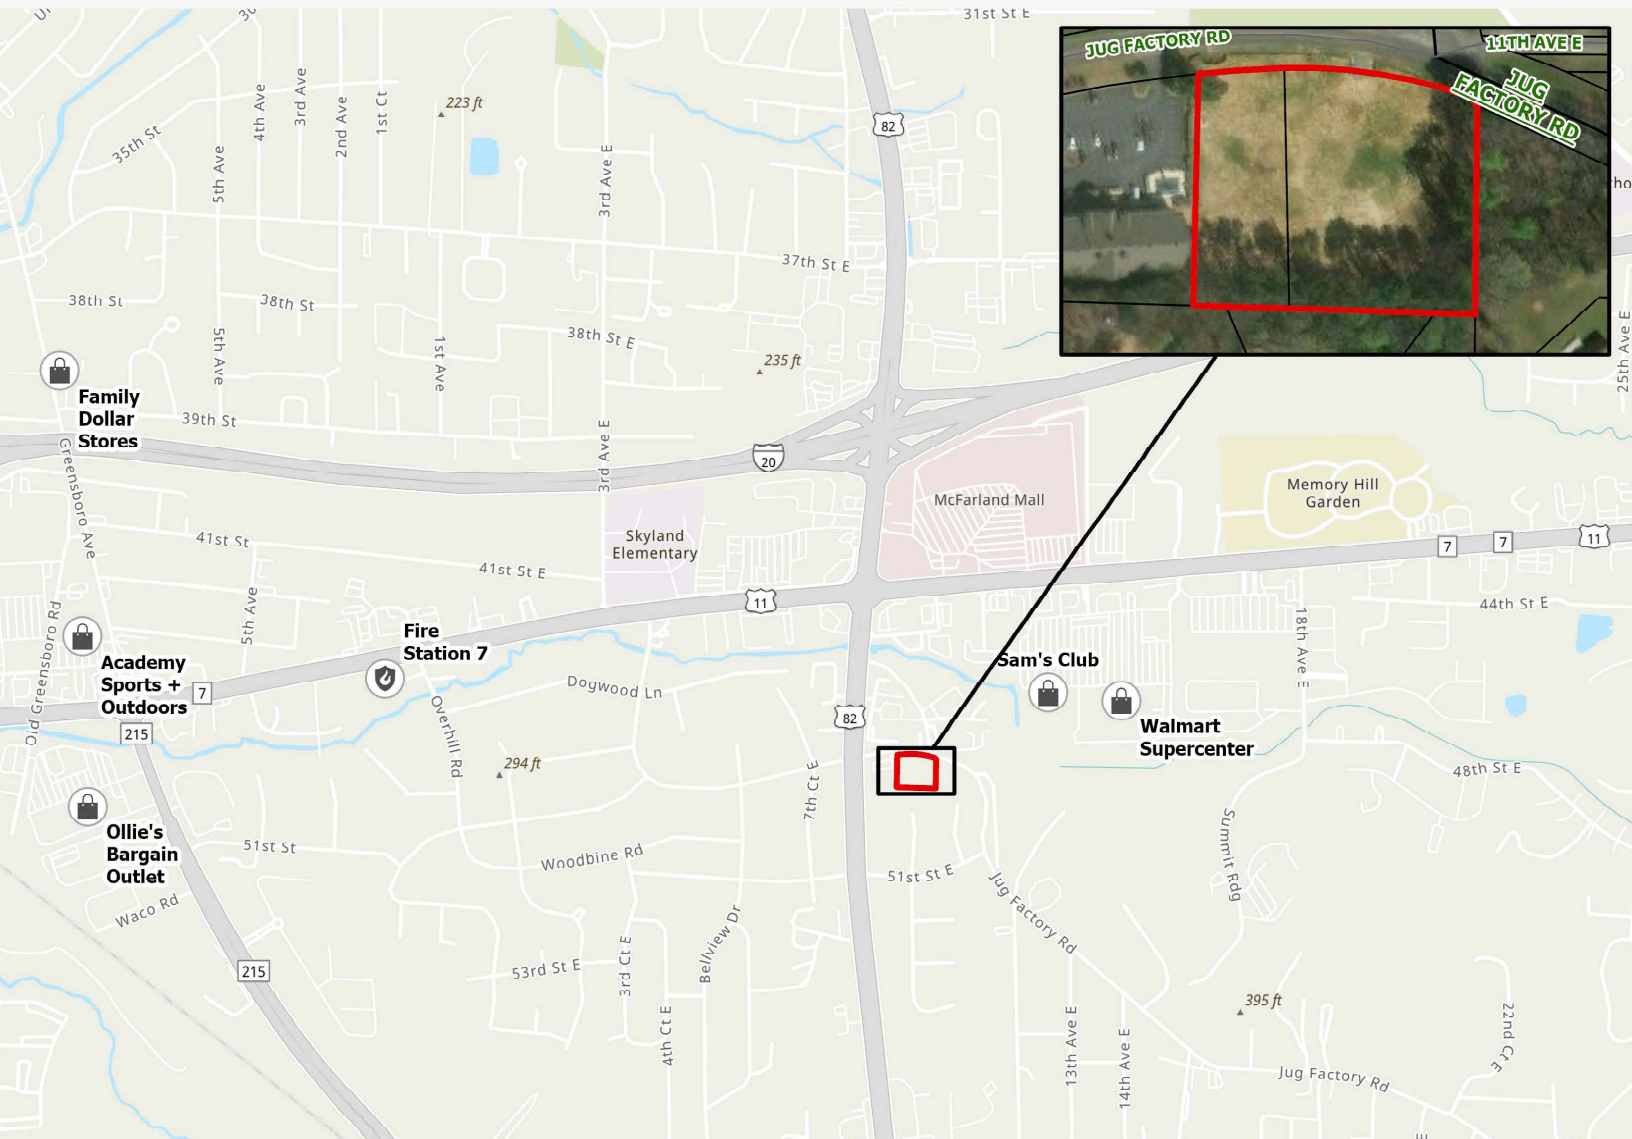 31st St E
JUG FACTORY RD
11TH AVE E
JUG
FACTORY RD
4th Ave
3rd Ave
2nd Ave
1st Ct
223 ft
35th St
82
5th Ave
3rd Ave E
37th St E
38th St
38th St
5th Ave
1st Ave
38th St E
235 ft
25th Ave E
Family
Dollar
Stores
39th St
3rd Ave E
20
Greensboro Ave
McFarland Mall
Memory Hill
Garden
Skyland
Elementary
41st St
41st St E
7
7
11
11
44th St E
5th Ave
Old Greensboro Rd
18th Ave E
Fire
Station 7
Academy
Sports +
Outdoors
7
215
Dogwood Ln
Sam's Club
Walmart
Supercenter
82
Overhill Rd
294 ft
7th Ct E
48th St E
Ollie's
Bargain
Outlet
51st St
Woodbine Rd
51st St E
Summit Rdg
Jug Factory Rd
Waco Rd
Bellview Dr
215
53rd St E
3rd Ct E
4th Ct E
395 ft
13th Ave E
14th Ave E
22nd Ct E
Jug Factory Rd